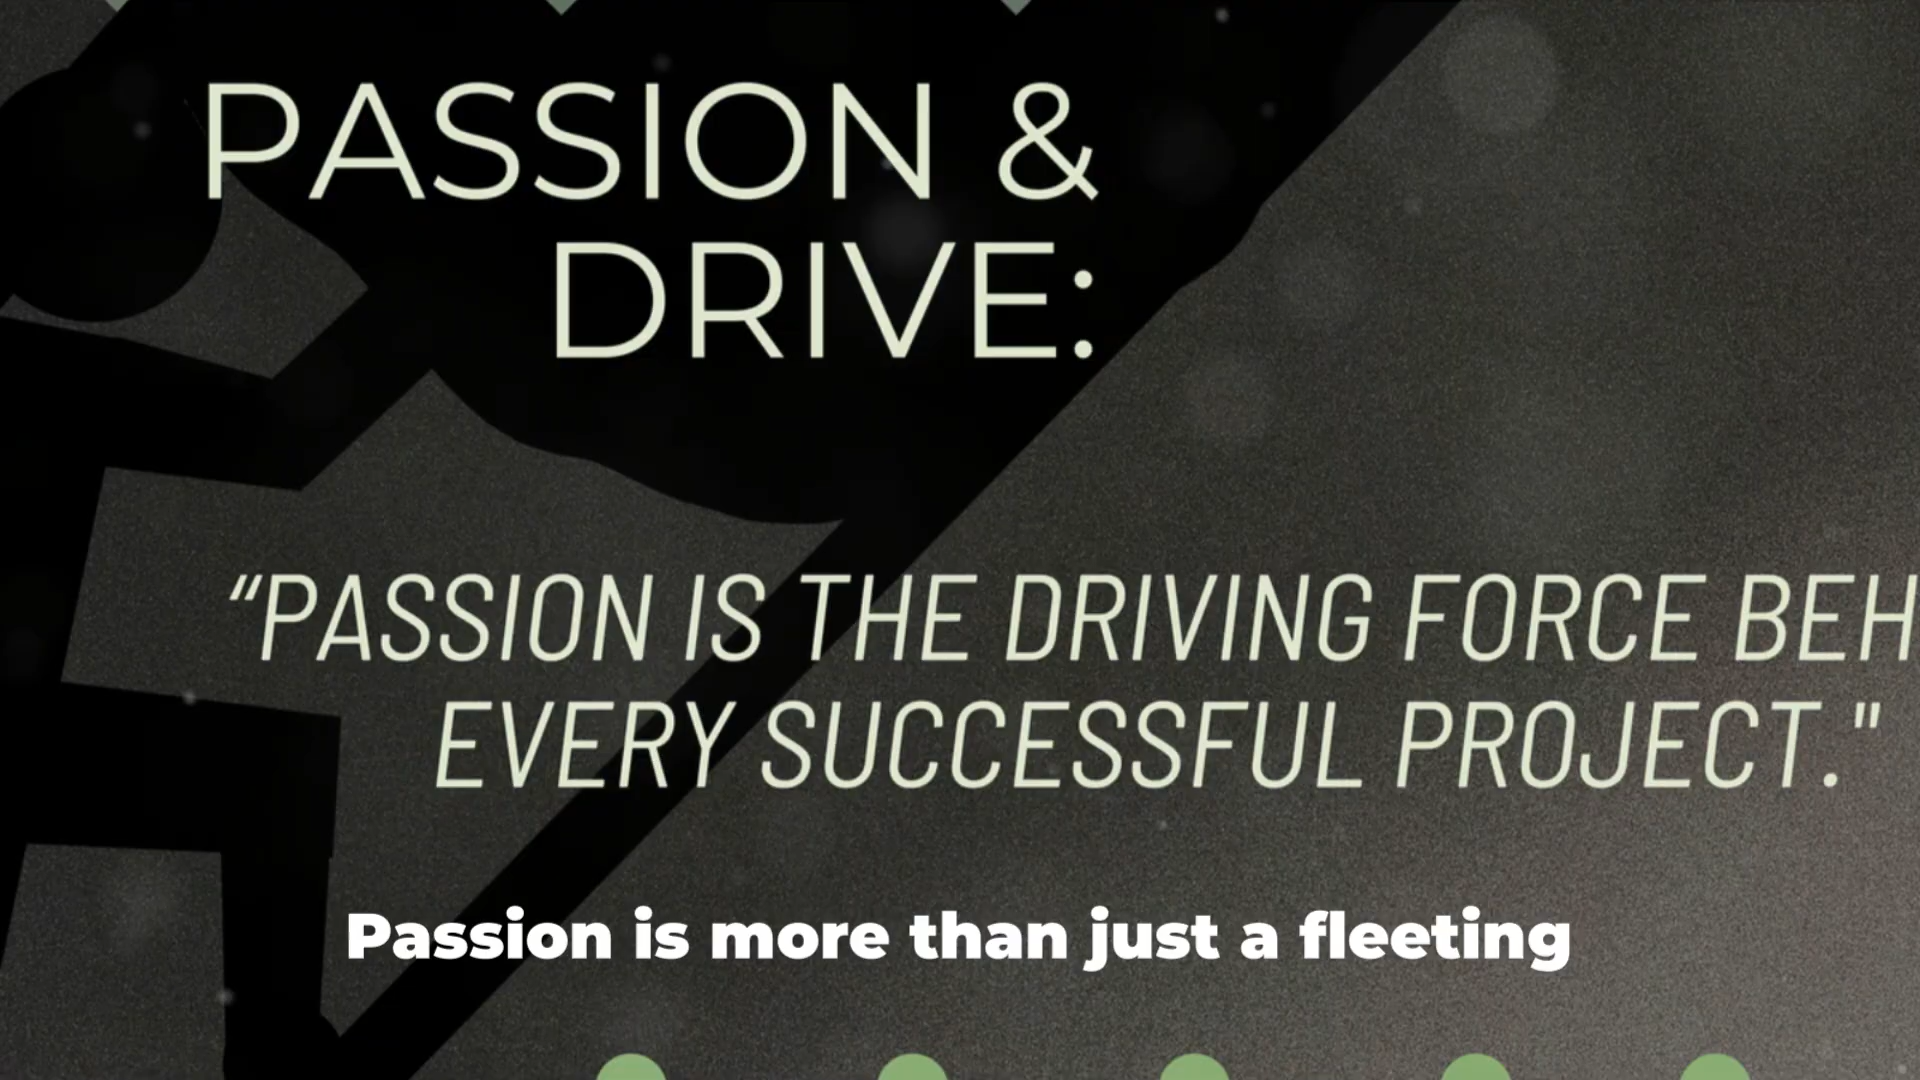 PASSION &
DRIVE:
“PASSION IS THE DRIVING FORCE BEH
EVERY SUCCESSFUL PROJECT."
Passion is more than just a fleeting